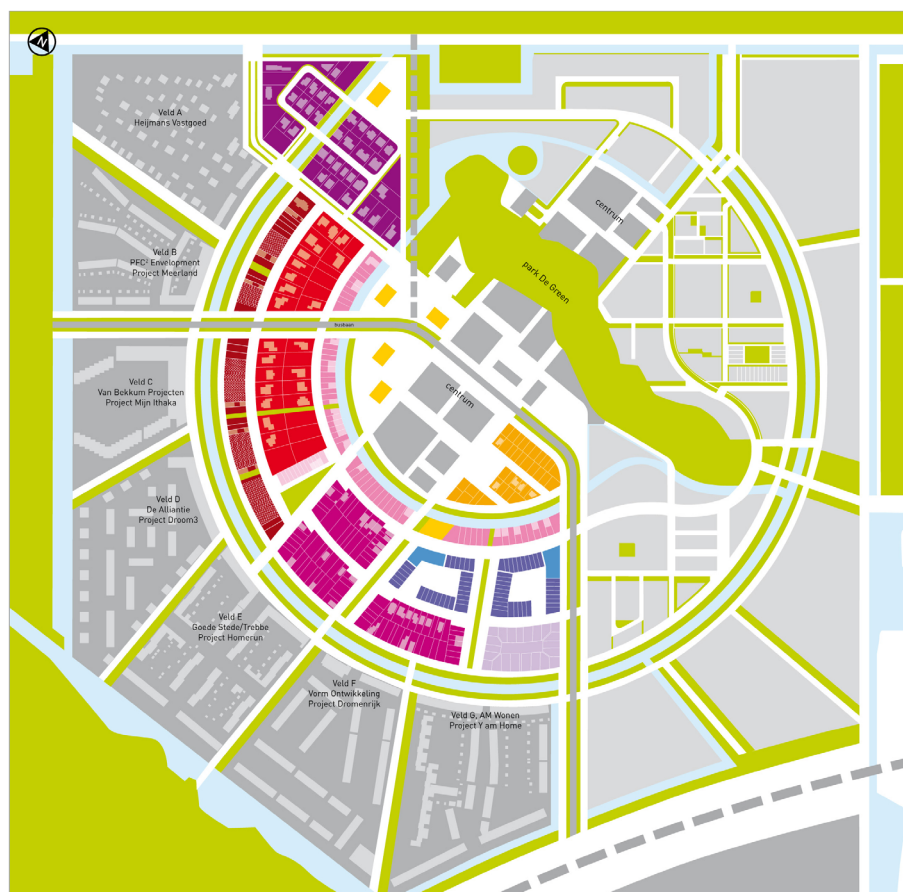 N
Veld A
Heijmans Vastgoed
centrum
Veld B
PFC² Envelopment
Project Meerland
park De Green
busbaan
Veld C
Van Bekkum Projecten
Project Mijn Ithaka
centrum
Veld D
De Alliantie
Project Droom3
Veld E
Goede Stede/Trebbe
Project Homerun
Veld F
Vorm Ontwikkeling
Project Dromenrijk
Veld G, AM Wonen
Project Y am Home